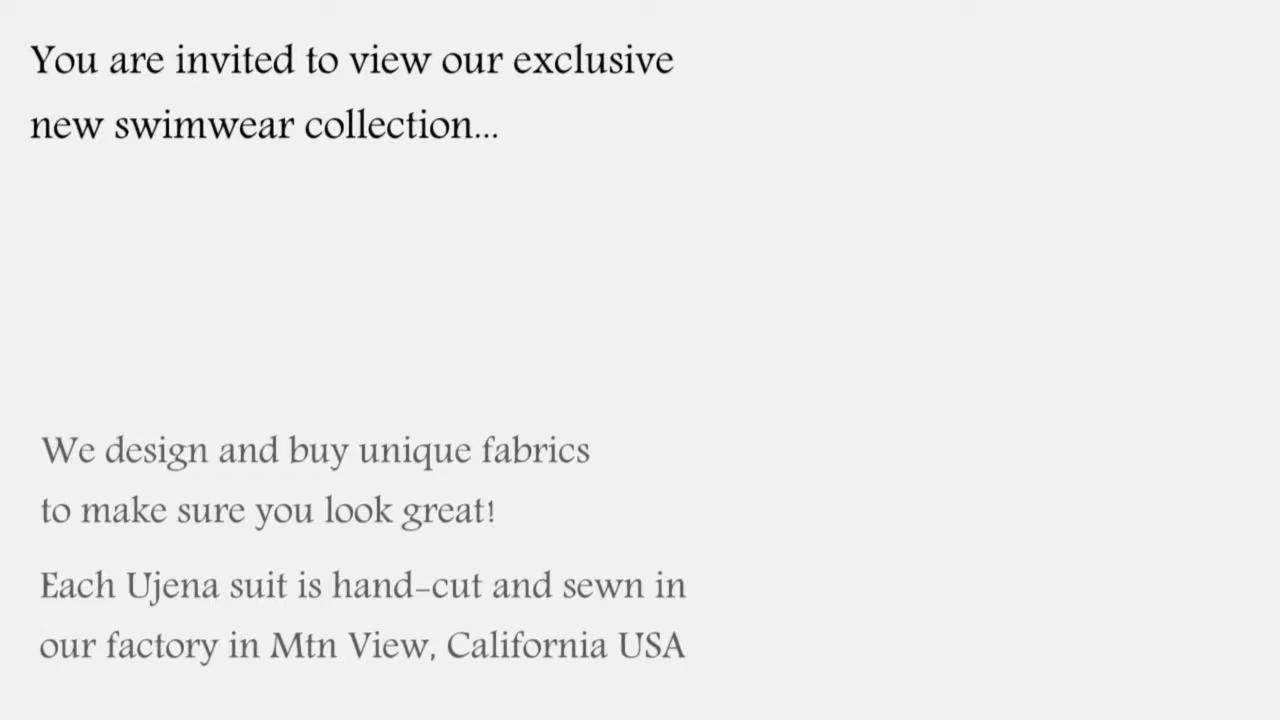 You are invited to view our exclusive
new swimwear collection...
We design and buy unique fabrics
to make sure you look great!
Each Ujena suit is hand-cut and sewn in
our factory in Mtn View, California USA